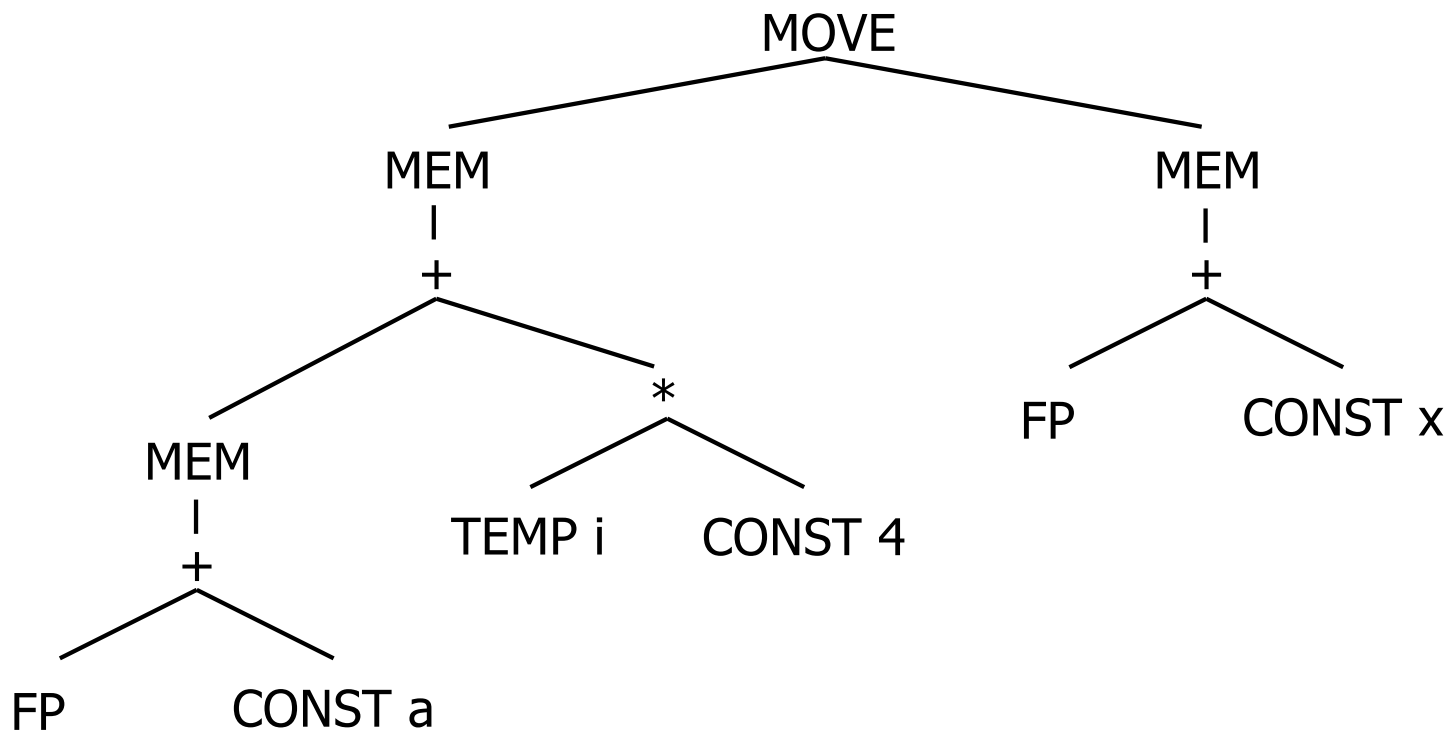 MOVE
MEM MEM
+ +
*
FP CONST x
MEM
TEMP i CONST 4
+
FP CONST a